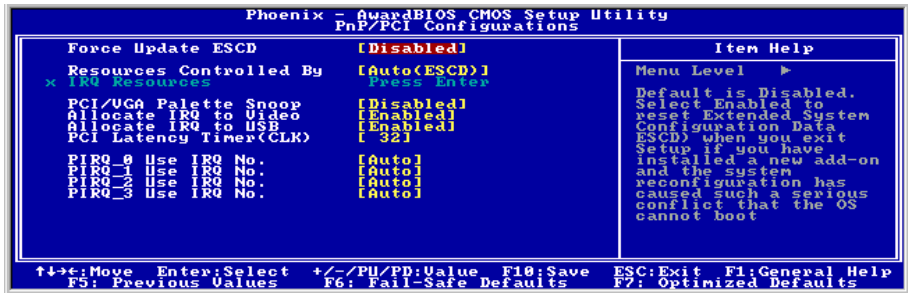 Phoenix - AwardBIOS CMOS Setup Utility
PnP/PCI Configurations
Force Update ESCD [Disabled]
Resources Controlled By [Auto(ESCD)]
x IRQ Resources Press Enter
PCI/VGA Palette Snoop [Disabled]
Allocate IRQ to Video [Enabled]
Allocate IRQ to USB [Enabled]
PCI Latency Timer(CLK) [ 32]
PIRQ_0 Use IRQ No. [Auto]
PIRQ_1 Use IRQ No. [Auto]
PIRQ_2 Use IRQ No. [Auto]
PIRQ_3 Use IRQ No. [Auto]
Item Help
Menu Level ►
Default is Disabled.
Select Enabled to
reset Extended System
Configuration Data
ESCD) when you exit
Setup if you have
installed a new add-on
and the system
reconfiguration has
caused such a serious
conflict that the OS
cannot boot
↑↓→←:Move Enter:Select +/-/PU/PD:Value F10:Save ESC:Exit F1:General Help
F5: Previous Values F6: Fail-Safe Defaults F7: Optimized Defaults